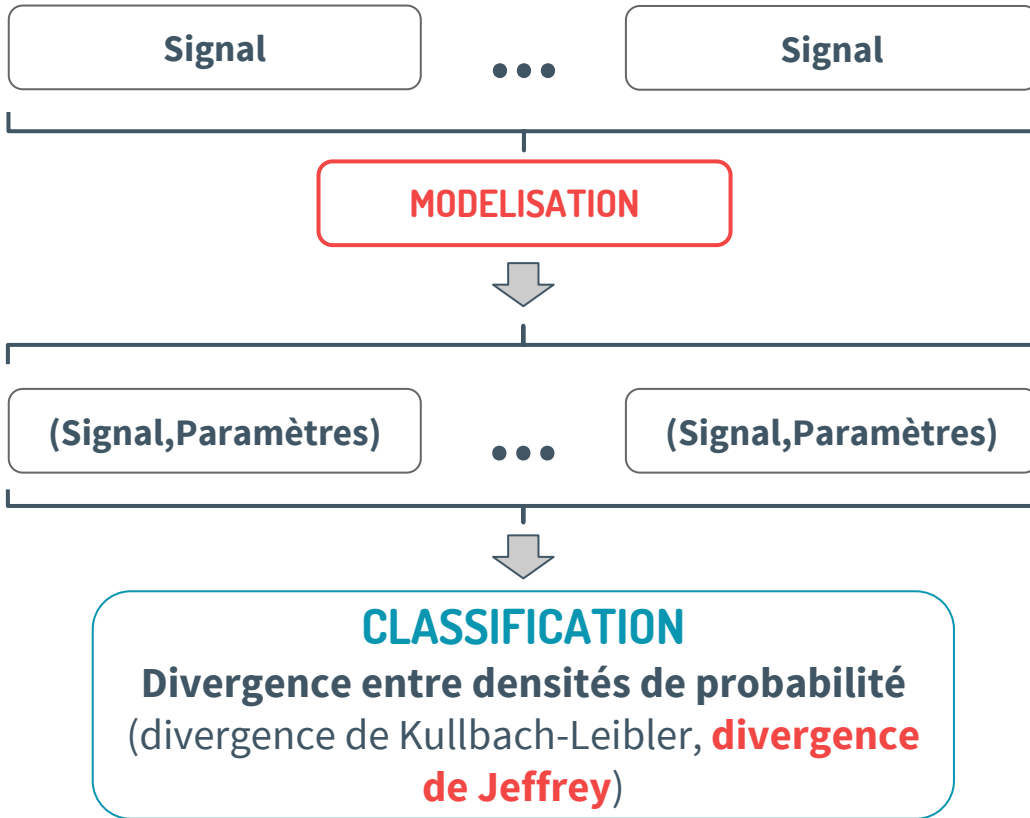 Signal ... Signal
MODELISATION
(Signal,Paramètres) ... (Signal,Paramètres)
CLASSIFICATION
Divergence entre densités de probabilité
(divergence de Kullbach-Leibler, divergence
de Jeffrey)